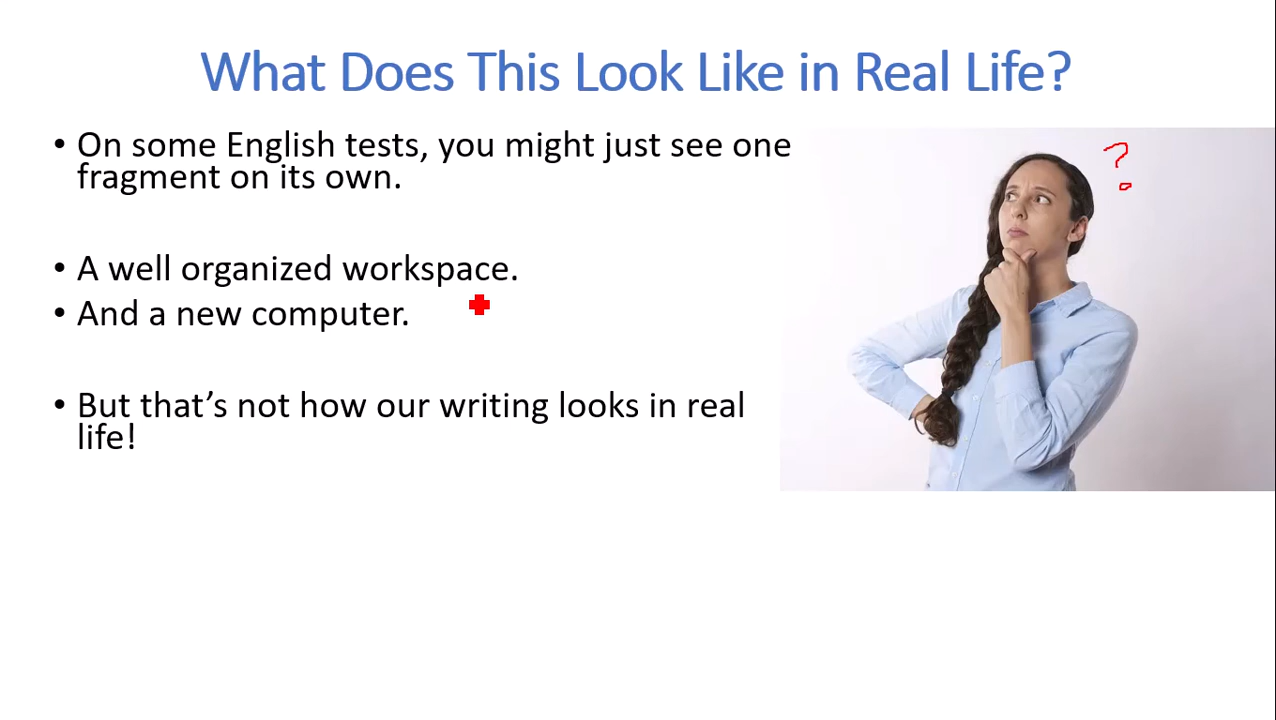 What Does This Look Like in Real Life?
• On some English tests, you might just see one
fragment on its own.
• A well organized workspace.
• And a new computer.
• But that’s not how our writing looks in real
life!
?